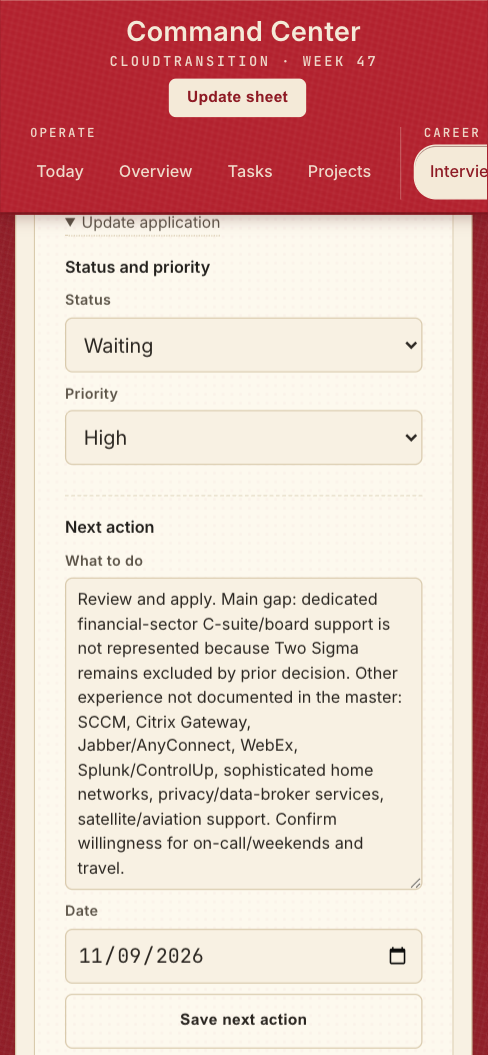 Command Center
CLOUDTRANSITION · WEEK 47
Update sheet
OPERATE
CAREER
Today
Overview
Tasks
Projects
Intervie
▼ Update application
Status and priority
Status
Waiting
Priority
High
Next action
What to do
Review and apply. Main gap: dedicated
financial-sector C-suite/board support is
not represented because Two Sigma
remains excluded by prior decision. Other
experience not documented in the master:
SCCM, Citrix Gateway,
Jabber/AnyConnect, WebEx,
Splunk/ControlUp, sophisticated home
networks, privacy/data-broker services,
satellite/aviation support. Confirm
willingness for on-call/weekends and
travel.
Date
11/09/2026
Save next action